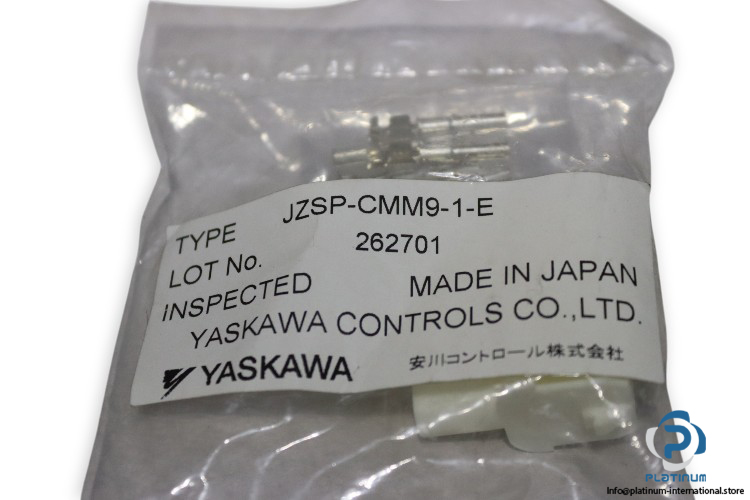 TYPE JZSP-CMM9-1-E
LOT No. 262701
INSPECTED MADE IN JAPAN
YASKAWA CONTROLS CO.,LTD.
YASKAWA 安川コントロール株式会社
PLATINUM
Info@platinum-international.store